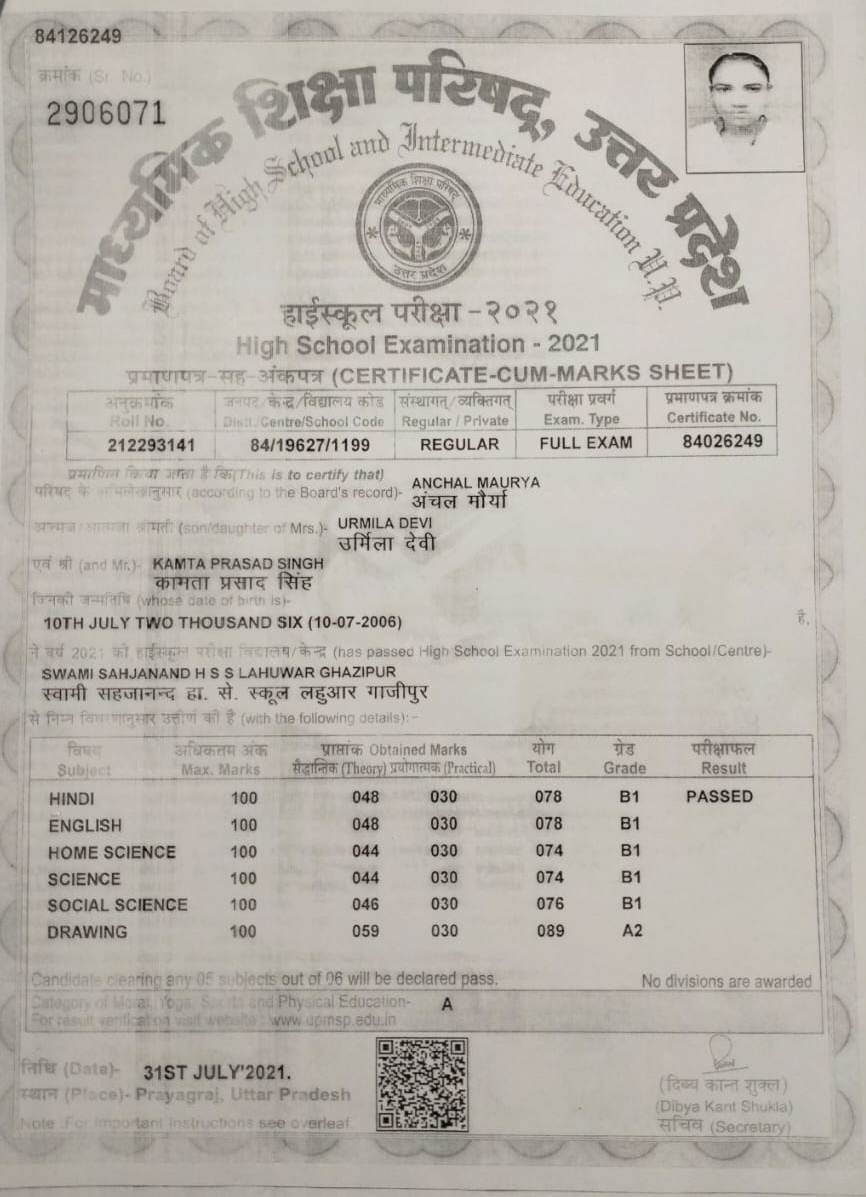 84126249
क्रमांक (Sr. No.)
2906071
माध्यमिक शिक्षा परिषद्, उत्तर प्रदेश
Board of High School and Intermediate Education U.P.
माध्यमिक शिक्षा परिषद
उत्तर प्रदेश
हाईस्कूल परीक्षा - २०२१
High School Examination - 2021
प्रमाणपत्र-सह-अंकपत्र (CERTIFICATE-CUM-MARKS SHEET)
अनुक्रमांक जनपद/केन्द्र/विद्यालय कोड संस्थागत/व्यक्तिगत परीक्षा प्रवर्ग प्रमाणपत्र क्रमांक
Roll No. Distt./Centre/School Code Regular / Private Exam. Type Certificate No.
212293141 84/19627/1199 REGULAR FULL EXAM 84026249
प्रमाणित किया जाता है कि(This is to certify that)
परिषद के अभिलेखानुसार (according to the Board's record)- ANCHAL MAURYA
अंचल मौर्या
आत्मज/आत्मजा श्रीमती (son/daughter of Mrs.)- URMILA DEVI
उर्मिला देवी
एवं श्री (and Mr.)- KAMTA PRASAD SINGH
कामता प्रसाद सिंह
जिनकी जन्मतिथि (whose date of birth is)-
10TH JULY TWO THOUSAND SIX (10-07-2006) है,
ने वर्ष 2021 की हाईस्कूल परीक्षा विद्यालय/केन्द्र (has passed High School Examination 2021 from School/Centre)-
SWAMI SAHJANAND H S S LAHUWAR GHAZIPUR
स्वामी सहजानन्द हा. से. स्कूल लहुआर गाजीपुर
से निम्न विवरणानुसार उत्तीर्ण की है (with the following details):-
विषय अधिकतम अंक प्राप्तांक Obtained Marks योग ग्रेड परीक्षाफल
Subject Max. Marks सैद्धान्तिक (Theory) प्रयोगात्मक (Practical) Total Grade Result
HINDI 100 048 030 078 B1 PASSED
ENGLISH 100 048 030 078 B1
HOME SCIENCE 100 044 030 074 B1
SCIENCE 100 044 030 074 B1
SOCIAL SCIENCE 100 046 030 076 B1
DRAWING 100 059 030 089 A2
Candidate clearing any 05 subjects out of 06 will be declared pass. No divisions are awarded
Category of Moral, Yoga, Sports and Physical Education- A
For result verification visit website : www.upmsp.edu.in
तिथि (Date)- 31ST JULY'2021.
स्थान (Place)- Prayagraj, Uttar Pradesh
Note :For important instructions see overleaf
(दिव्य कान्त शुक्ल)
(Dibya Kant Shukla)
सचिव (Secretary)